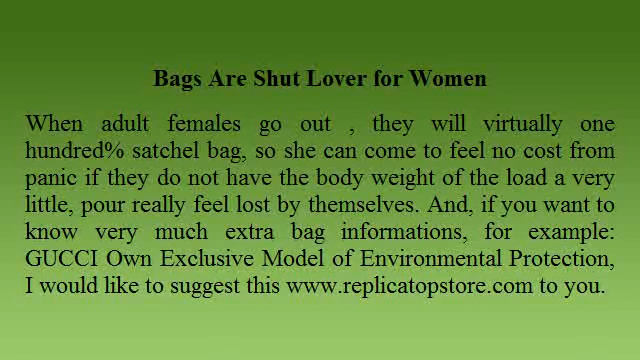 Bags Are Shut Lover for Women
When adult females go out , they will virtually one
hundred% satchel bag, so she can come to feel no cost from
panic if they do not have the body weight of the load a very
little, pour really feel lost by themselves. And, if you want to
know very much extra bag informations, for example:
GUCCI Own Exclusive Model of Environmental Protection,
I would like to suggest this www.replicatopstore.com to you.